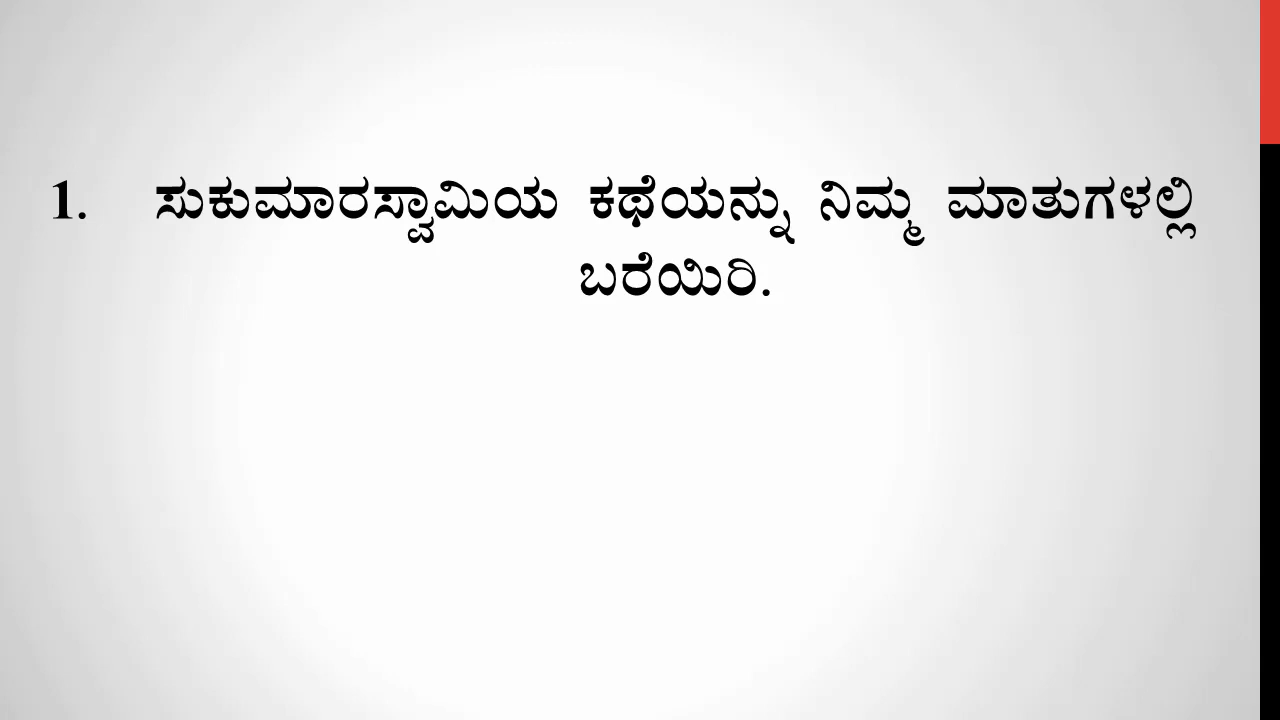 1. ಸುಕುಮಾರಸ್ವಾಮಿಯ ಕಥೆಯನ್ನು ನಿಮ್ಮ ಮಾತುಗಳಲ್ಲಿ
ಬರೆಯಿರಿ.